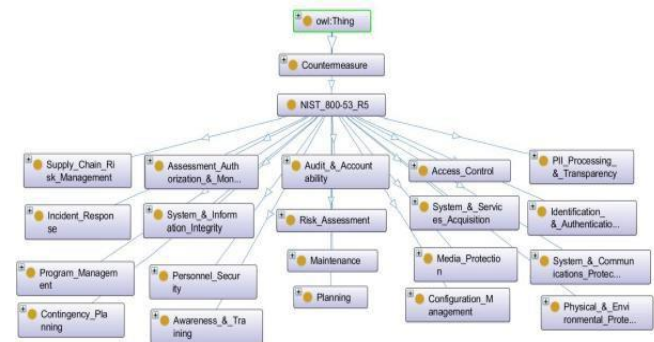 owl:Thing
Countermeasure
NIST_800-53_R5
Supply_Chain_Ri
sk_Management
Assessment_Auth
orization_&_Mon...
Audit_&_Account
ability
Access_Control
PII_Processing_
&_Transparency
Incident_Respon
se
System_&_Inform
ation_Integrity
Risk_Assessment
System_&_Servic
es_Acquisition
Identification_
&_Authenticatio...
Program_Managem
ent
Personnel_Secur
ity
Maintenance
Media_Protectio
n
System_&_Commun
ications_Protec...
Contingency_Pla
nning
Awareness_&_Tra
ining
Planning
Configuration_M
anagement
Physical_&_Envi
ronmental_Prote...